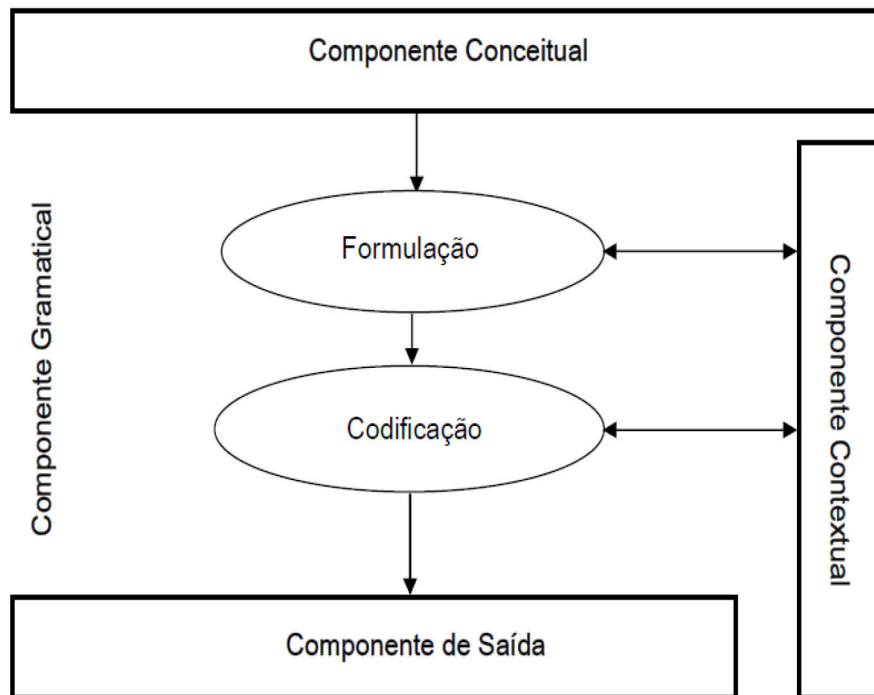 Componente Conceitual
Formulação
Componente Gramatical
Componente Contextual
Codificação
Componente de Saída